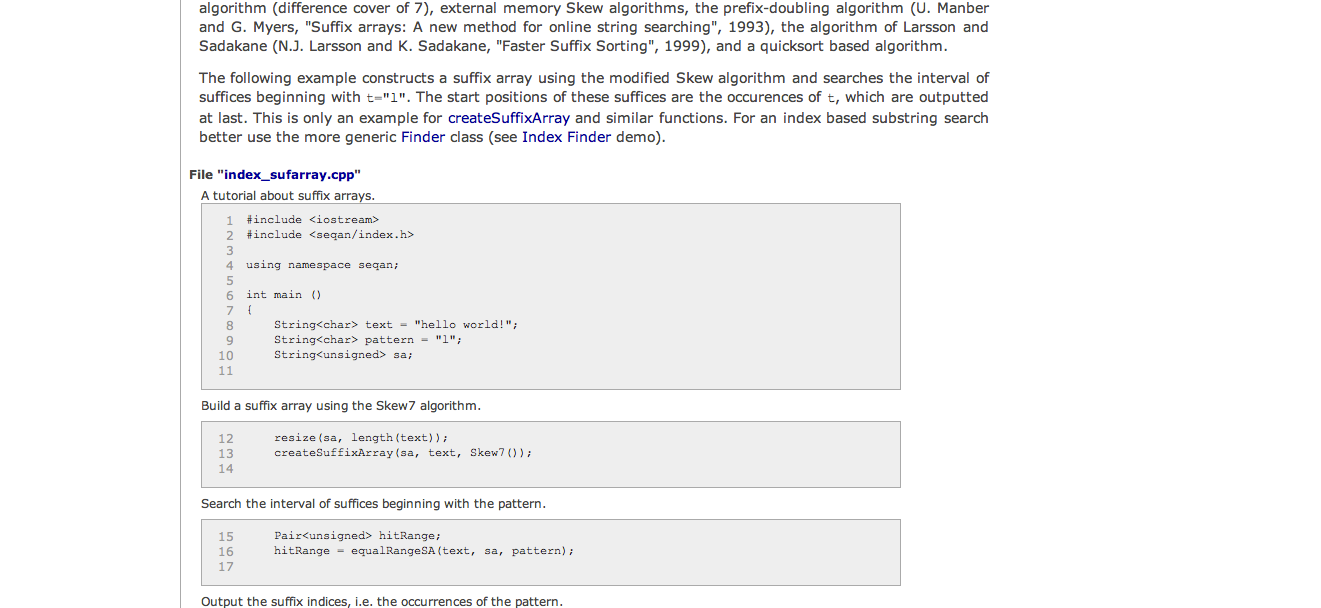 algorithm (difference cover of 7), external memory Skew algorithms, the prefix-doubling algorithm (U. Manber
and G. Myers, "Suffix arrays: A new method for online string searching", 1993), the algorithm of Larsson and
Sadakane (N.J. Larsson and K. Sadakane, "Faster Suffix Sorting", 1999), and a quicksort based algorithm.
The following example constructs a suffix array using the modified Skew algorithm and searches the interval of
suffices beginning with t="l". The start positions of these suffices are the occurences of t, which are outputted
at last. This is only an example for createSuffixArray and similar functions. For an index based substring search
better use the more generic Finder class (see Index Finder demo).
File "index_sufarray.cpp"
A tutorial about suffix arrays.
1 #include <iostream>
2 #include <seqan/index.h>
3
4 using namespace seqan;
5
6 int main ()
7 {
8     String<char> text = "hello world!";
9     String<char> pattern = "l";
10     String<unsigned> sa;
11
Build a suffix array using the Skew7 algorithm.
12     resize(sa, length(text));
13     createSuffixArray(sa, text, Skew7());
14
Search the interval of suffices beginning with the pattern.
15     Pair<unsigned> hitRange;
16     hitRange = equalRangeSA(text, sa, pattern);
17
Output the suffix indices, i.e. the occurrences of the pattern.